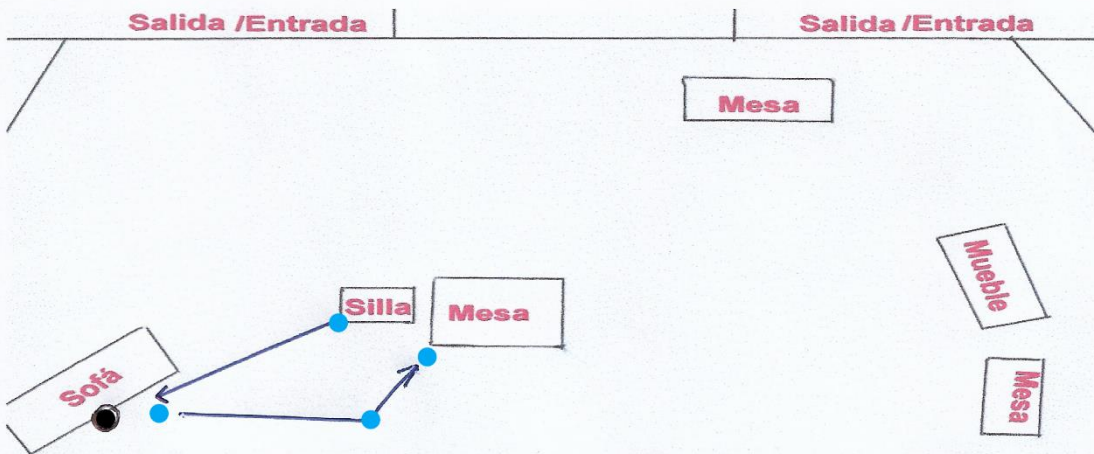 Salida /Entrada
Salida /Entrada
Mesa
Mueble
Silla
Mesa
Sofá
Mesa